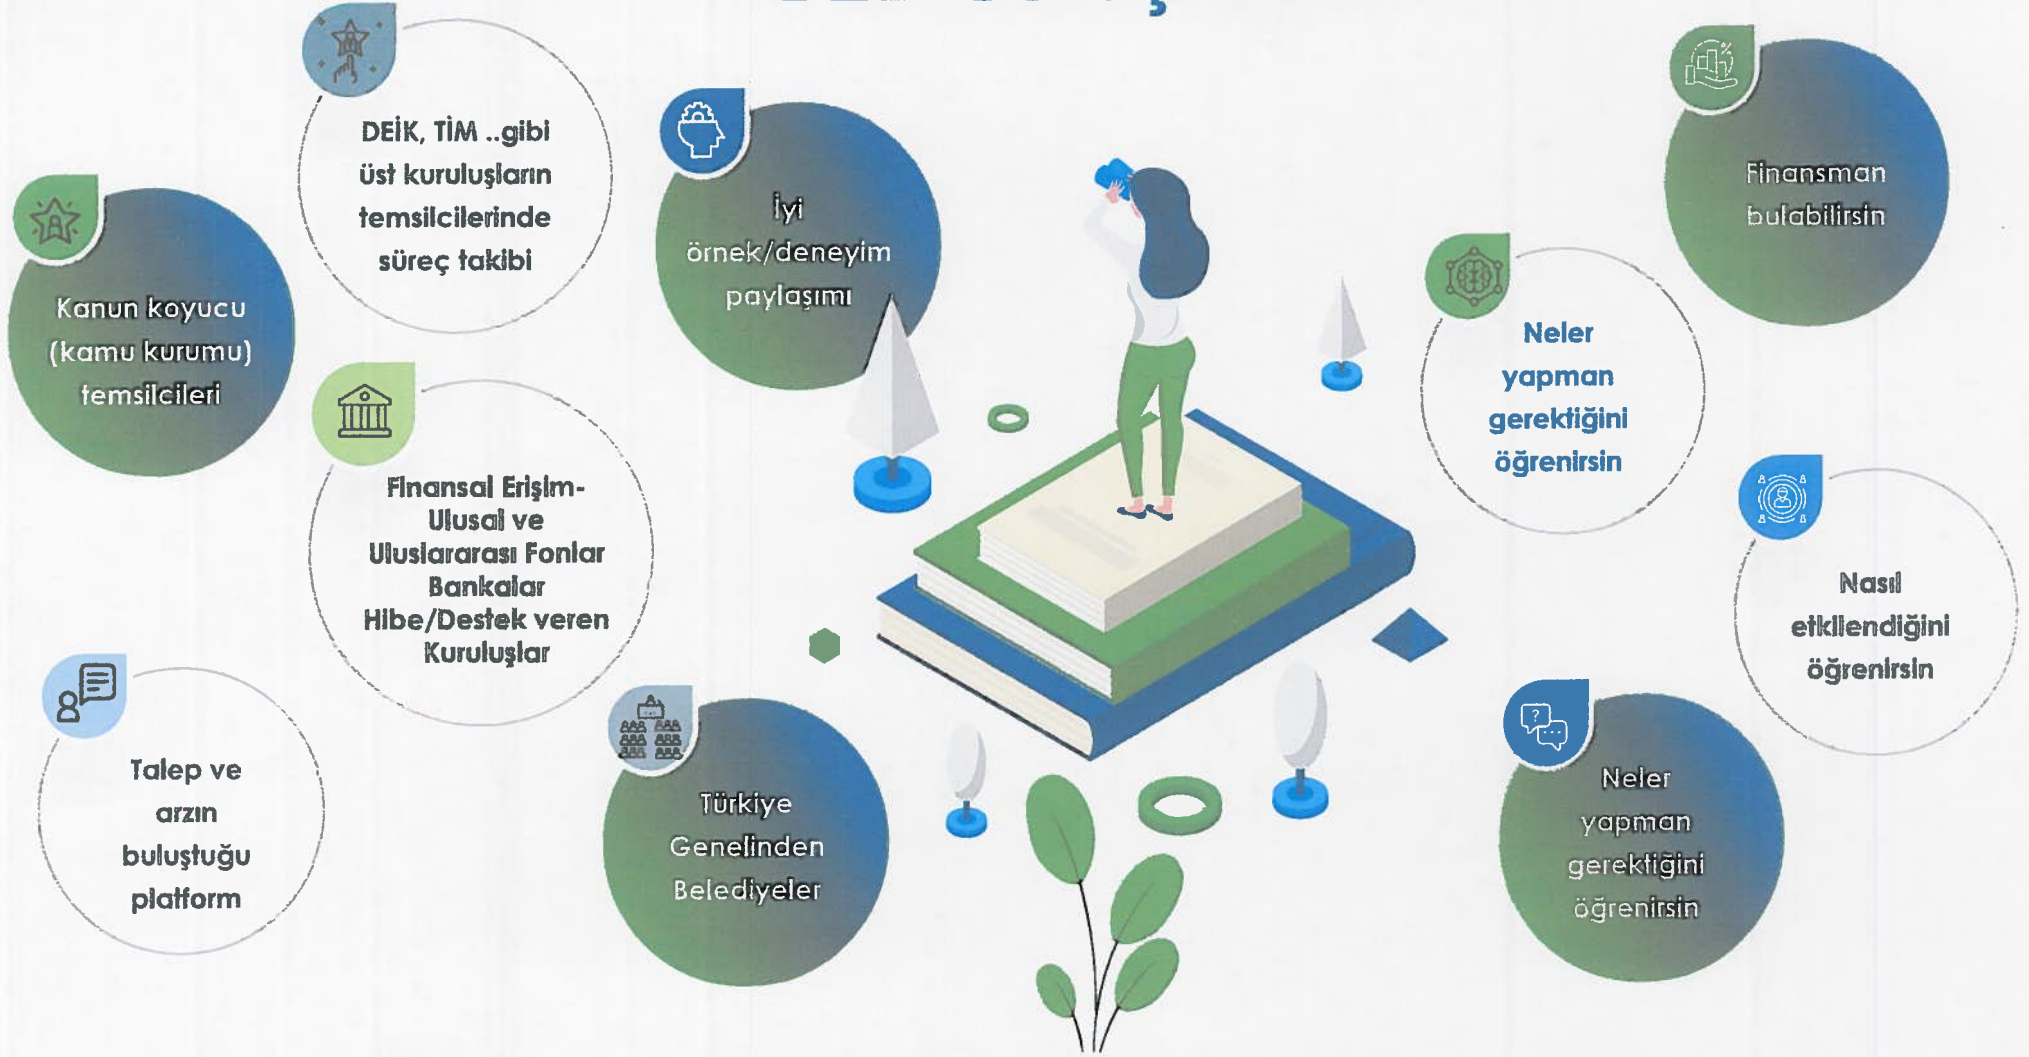 DEİK, TİM ..gibi
üst kuruluşların
temsilcilerinde
süreç takibi
Kanun koyucu
(kamu kurumu)
temsilcileri
İyi
örnek/deneyim
paylaşımı
Finansal Erişim-
Ulusal ve
Uluslararası Fonlar
Bankalar
Hibe/Destek veren
Kuruluşlar
Talep ve
arzın
buluştuğu
platform
Türkiye
Genelinden
Belediyeler
Finansman
bulabilirsin
Neler
yapman
gerektiğini
öğrenirsin
Nasıl
etkilendiğini
öğrenirsin
Neler
yapman
gerektiğini
öğrenirsin